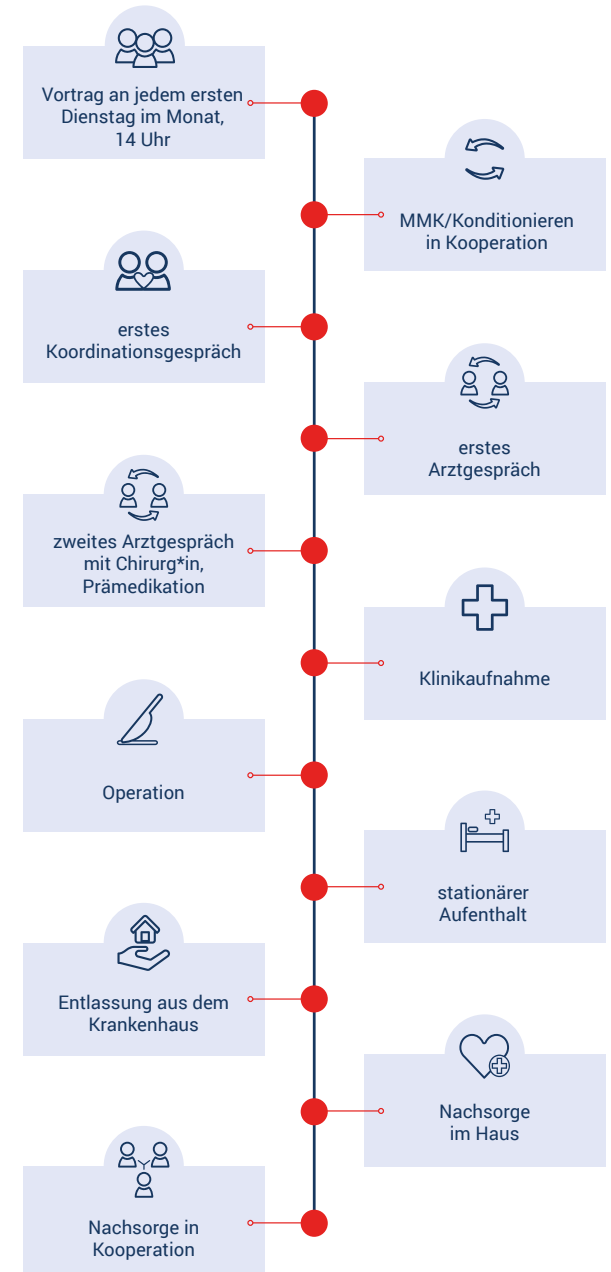 Vortrag an jedem ersten
Dienstag im Monat,
14 Uhr
MMK/Konditionieren
in Kooperation
erstes
Koordinationsgespräch
erstes
Arztgespräch
zweites Arztgespräch
mit Chirurg*in,
Prämedikation
Klinikaufnahme
Operation
stationärer
Aufenthalt
Entlassung aus dem
Krankenhaus
Nachsorge
im Haus
Nachsorge in
Kooperation